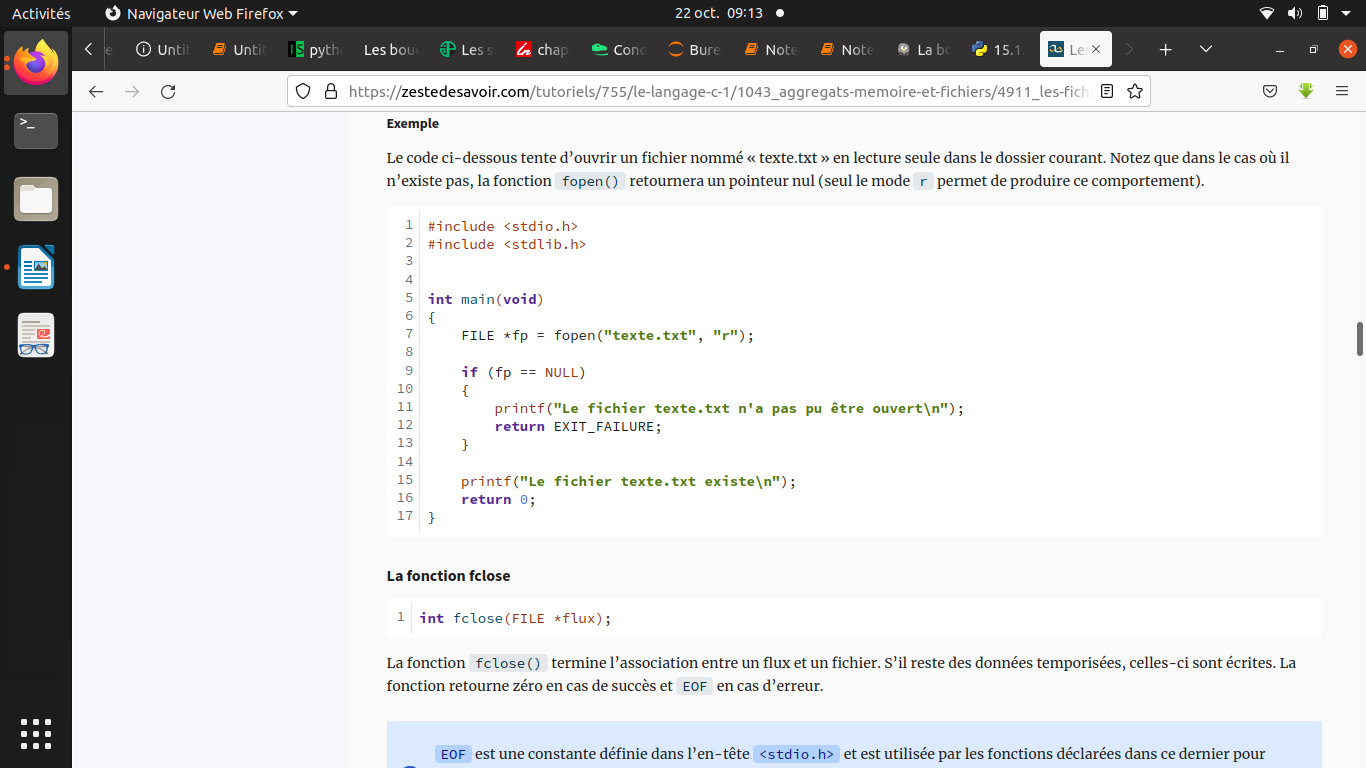 Activités Navigateur Web Firefox 22 oct. 09:13
Untit Untit pyth Les bou Les s chap Cond Bure Note Note La bo 15.1. Les
https://zestedesavoir.com/tutoriels/755/le-langage-c-1/1043_aggregats-memoire-et-fichiers/4911_les-fich
Exemple
Le code ci-dessous tente d’ouvrir un fichier nommé « texte.txt » en lecture seule dans le dossier courant. Notez que dans le cas où il
n’existe pas, la fonction fopen() retournera un pointeur nul (seul le mode r permet de produire ce comportement).
1 #include <stdio.h>
2 #include <stdlib.h>
3
4
5 int main(void)
6 {
7 FILE *fp = fopen("texte.txt", "r");
8
9 if (fp == NULL)
10 {
11 printf("Le fichier texte.txt n'a pas pu être ouvert\n");
12 return EXIT_FAILURE;
13 }
14
15 printf("Le fichier texte.txt existe\n");
16 return 0;
17 }
La fonction fclose
1 int fclose(FILE *flux);
La fonction fclose() termine l’association entre un flux et un fichier. S’il reste des données temporisées, celles-ci sont écrites. La
fonction retourne zéro en cas de succès et EOF en cas d’erreur.
EOF est une constante définie dans l’en-tête <stdio.h> et est utilisée par les fonctions déclarées dans ce dernier pour